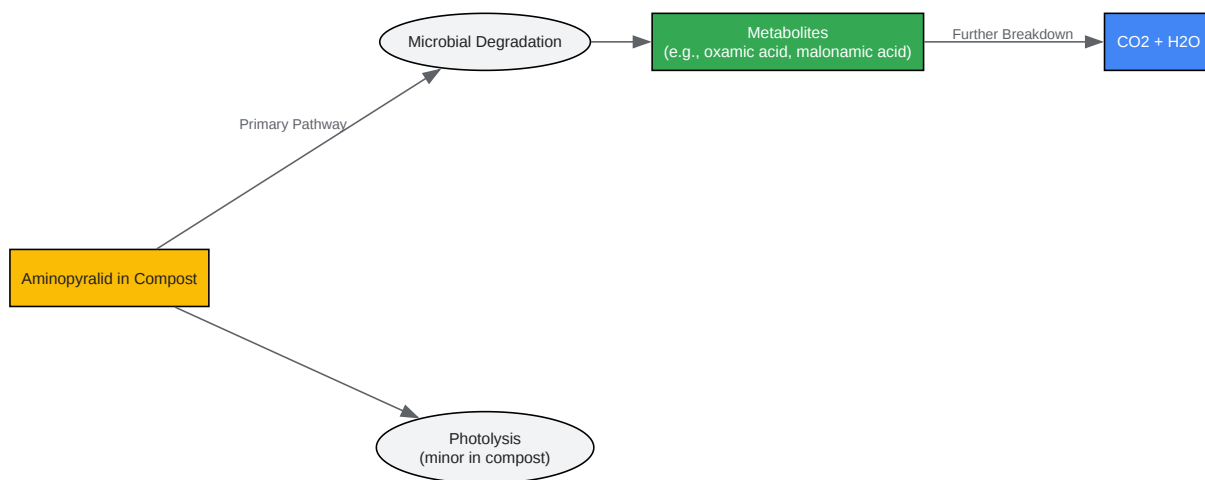 Microbial Degradation
Metabolites
(e.g., oxamic acid, malonamic acid)
Further Breakdown
CO2 + H2O
Primary Pathway
Aminopyralid in Compost
Photolysis
(minor in compost)